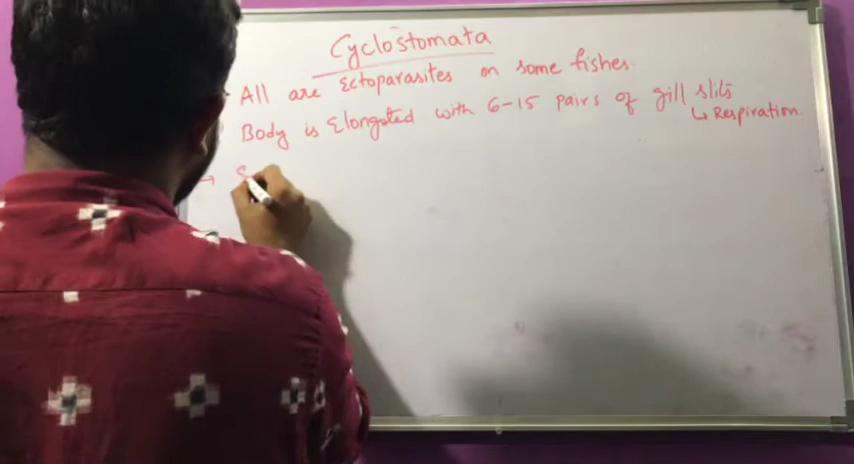 Cyclostomata
All are Ectoparasites on some fishes.
Body is Elongated with 6-15 pairs of gill slits
↳ Respiration.
→ S